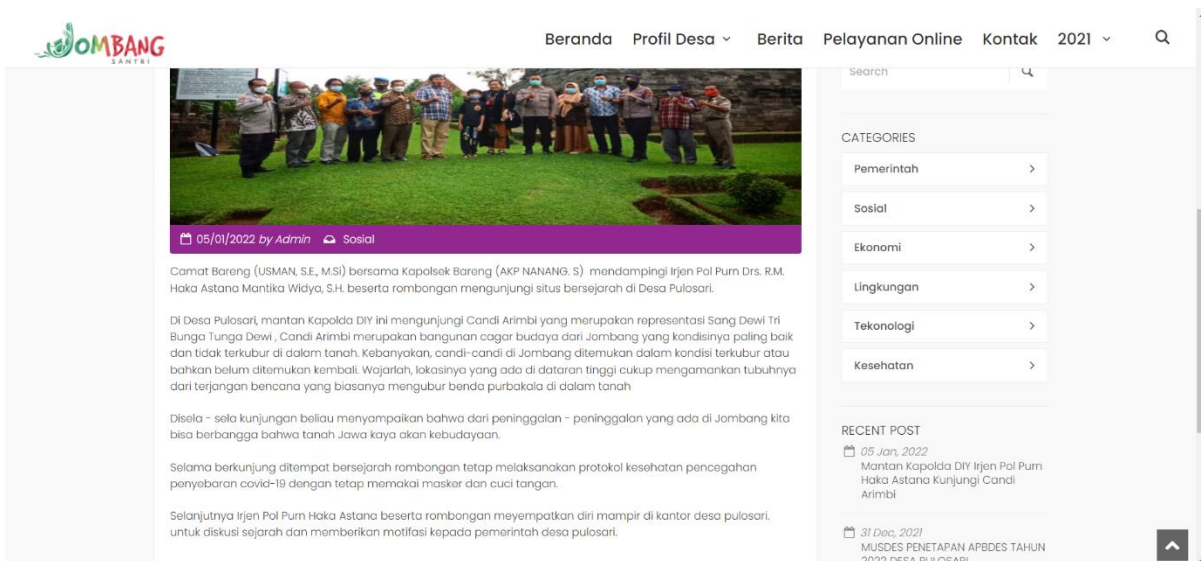 JOMBANG
SANTRI
Beranda Profil Desa Berita Pelayanan Online Kontak 2021
Search
05/01/2022 by Admin Sosial
Camat Bareng (USMAN, S.E., M.Si) bersama Kapolsek Bareng (AKP NANANG. S) mendampingi Irjen Pol Purn Drs. R.M.
Haka Astana Mantika Widya, S.H. beserta rombongan mengunjungi situs bersejarah di Desa Pulosari.
Di Desa Pulosari, mantan Kapolda DIY ini mengunjungi Candi Arimbi yang merupakan representasi Sang Dewi Tri
Bunga Tunga Dewi , Candi Arimbi merupakan bangunan cagar budaya dari Jombang yang kondisinya paling baik
dan tidak terkubur di dalam tanah. Kebanyakan, candi-candi di Jombang ditemukan dalam kondisi terkubur atau
bahkan belum ditemukan kembali. Wajarlah, lokasinya yang ada di dataran tinggi cukup mengamankan tubuhnya
dari terjangan bencana yang biasanya mengubur benda purbakala di dalam tanah
Disela - sela kunjungan beliau menyampaikan bahwa dari peninggalan - peninggalan yang ada di Jombang kita
bisa berbangga bahwa tanah Jawa kaya akan kebudayaan.
Selama berkunjung ditempat bersejarah rombongan tetap melaksanakan protokol kesehatan pencegahan
penyebaran covid-19 dengan tetap memakai masker dan cuci tangan.
Selanjutnya Irjen Pol Purn Haka Astana beserta rombongan meyempatkan diri mampir di kantor desa pulosari.
untuk diskusi sejarah dan memberikan motifasi kepada pemerintah desa pulosari.
CATEGORIES
Pemerintah
Sosial
Ekonomi
Lingkungan
Tekonologi
Kesehatan
RECENT POST
05 Jan, 2022
Mantan Kapolda DIY Irjen Pol Purn
Haka Astana Kunjungi Candi
Arimbi
31 Dec, 2021
MUSDES PENETAPAN APBDES TAHUN
2022 DESA PULOSARI